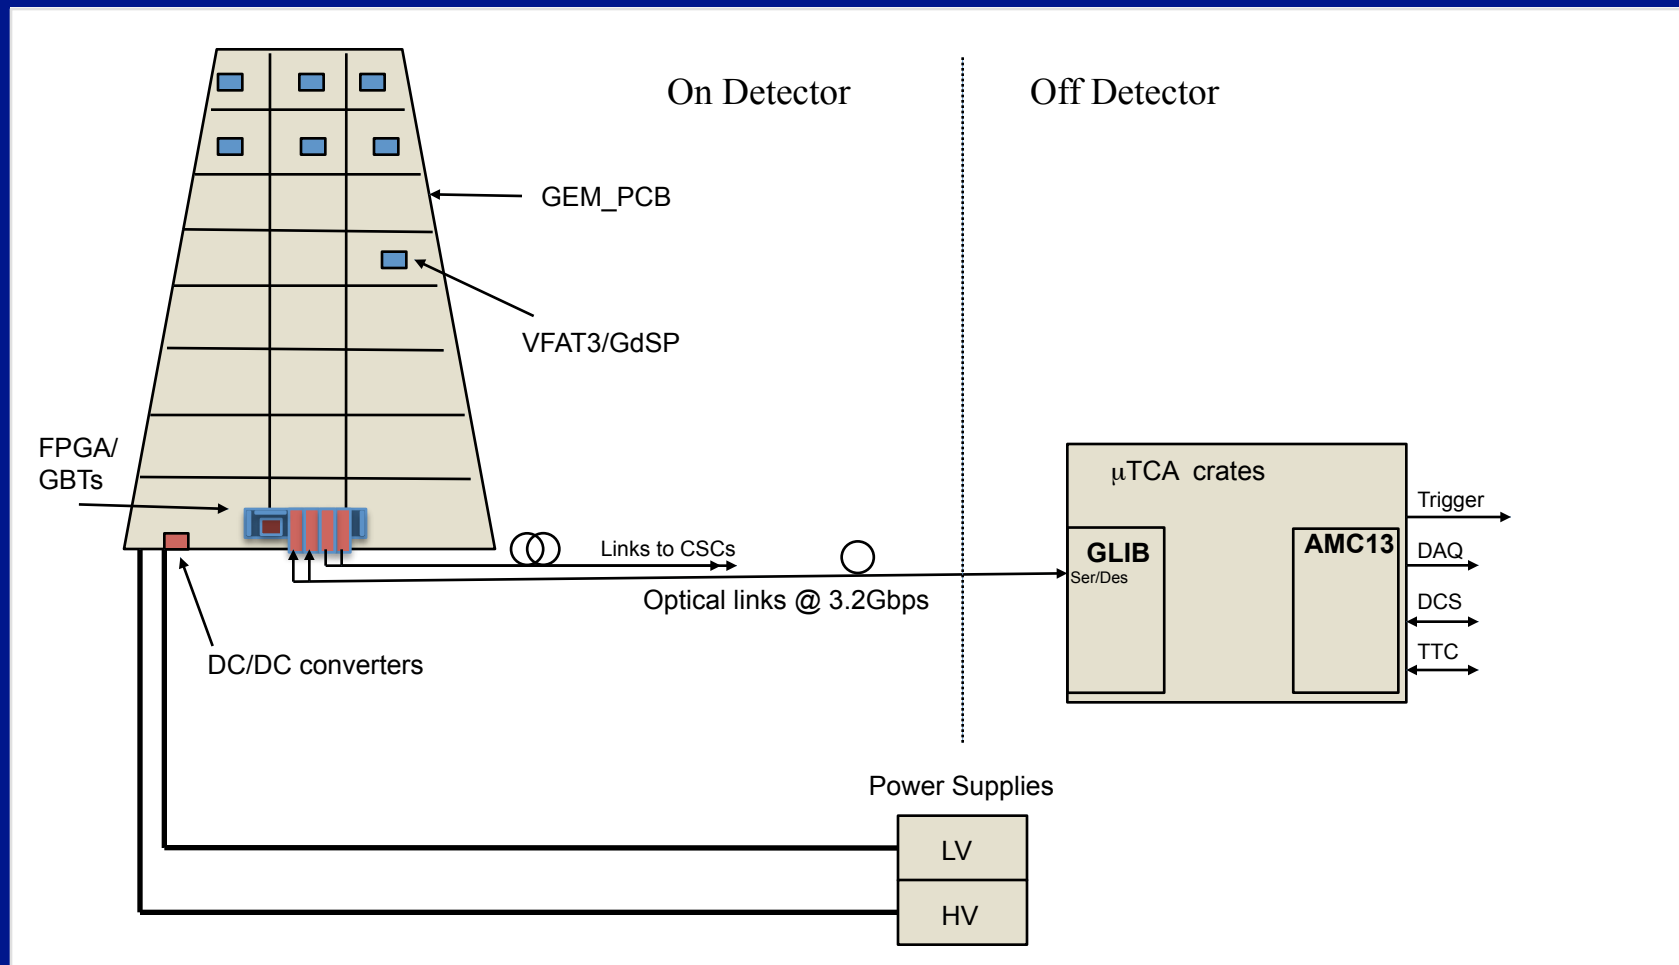 On Detector
Off Detector
GEM_PCB
VFAT3/GdSP
FPGA/
GBTs
μTCA crates
Trigger
GLIB
Ser/Des
AMC13
DAQ
DCS
TTC
Links to CSCs
Optical links @ 3.2Gbps
DC/DC converters
Power Supplies
LV
HV